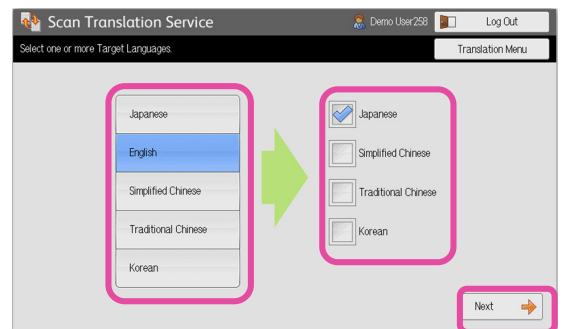 Scan Translation Service
Demo User258
Log Out
Select one or more Target Languages.
Translation Menu
Japanese
English
Simplified Chinese
Traditional Chinese
Korean
Japanese
Simplified Chinese
Traditional Chinese
Korean
Next